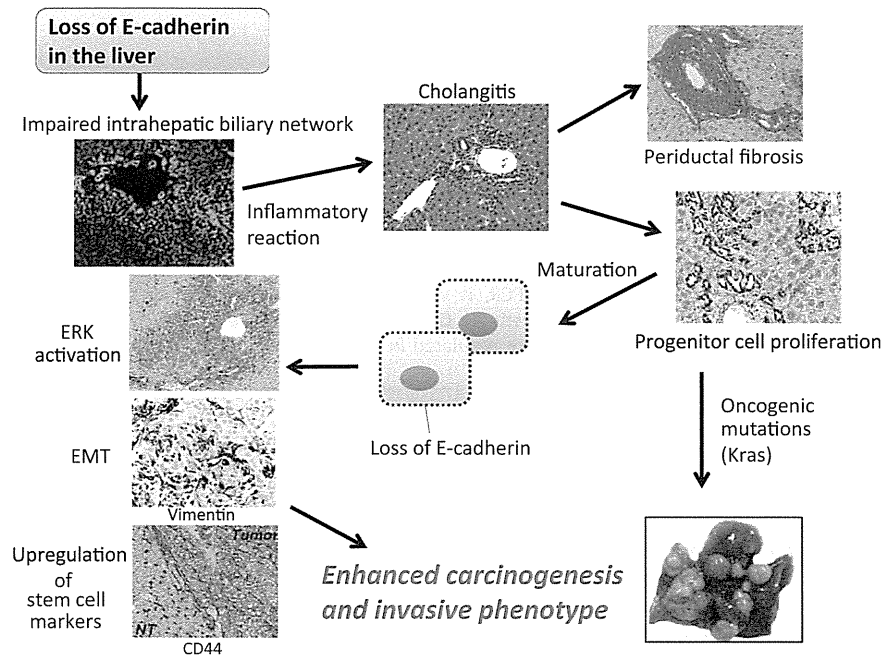 Loss of E-cadherin
in the liver
Impaired intrahepatic biliary network
Inflammatory
reaction
Cholangitis
Periductal fibrosis
Progenitor cell proliferation
Maturation
Loss of E-cadherin
ERK
activation
EMT
Vimentin
Upregulation
of
stem cell
markers
Tumor
NT
CD44
Oncogenic
mutations
(Kras)
Enhanced carcinogenesis
and invasive phenotype